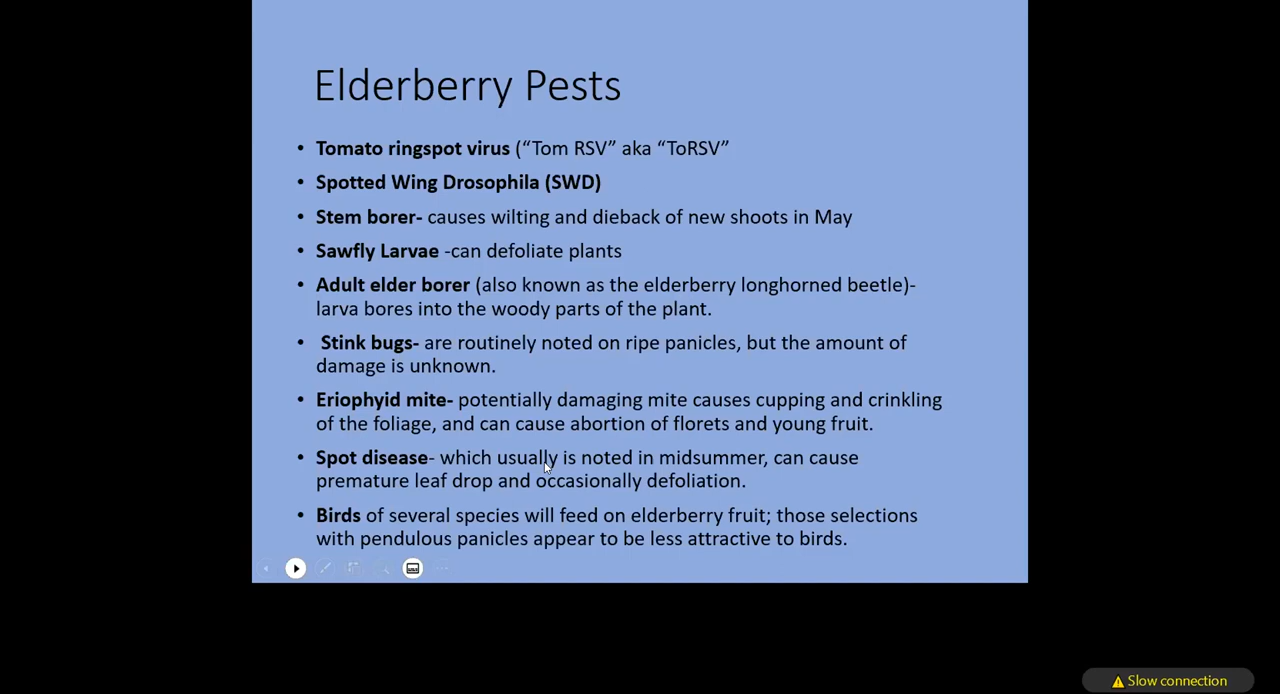 Elderberry Pests
• Tomato ringspot virus (“Tom RSV” aka “ToRSV”
• Spotted Wing Drosophila (SWD)
• Stem borer- causes wilting and dieback of new shoots in May
• Sawfly Larvae -can defoliate plants
• Adult elder borer (also known as the elderberry longhorned beetle)-
larva bores into the woody parts of the plant.
• Stink bugs- are routinely noted on ripe panicles, but the amount of
damage is unknown.
• Eriophyid mite- potentially damaging mite causes cupping and crinkling
of the foliage, and can cause abortion of florets and young fruit.
• Spot disease- which usually is noted in midsummer, can cause
premature leaf drop and occasionally defoliation.
• Birds of several species will feed on elderberry fruit; those selections
with pendulous panicles appear to be less attractive to birds.
Slow connection